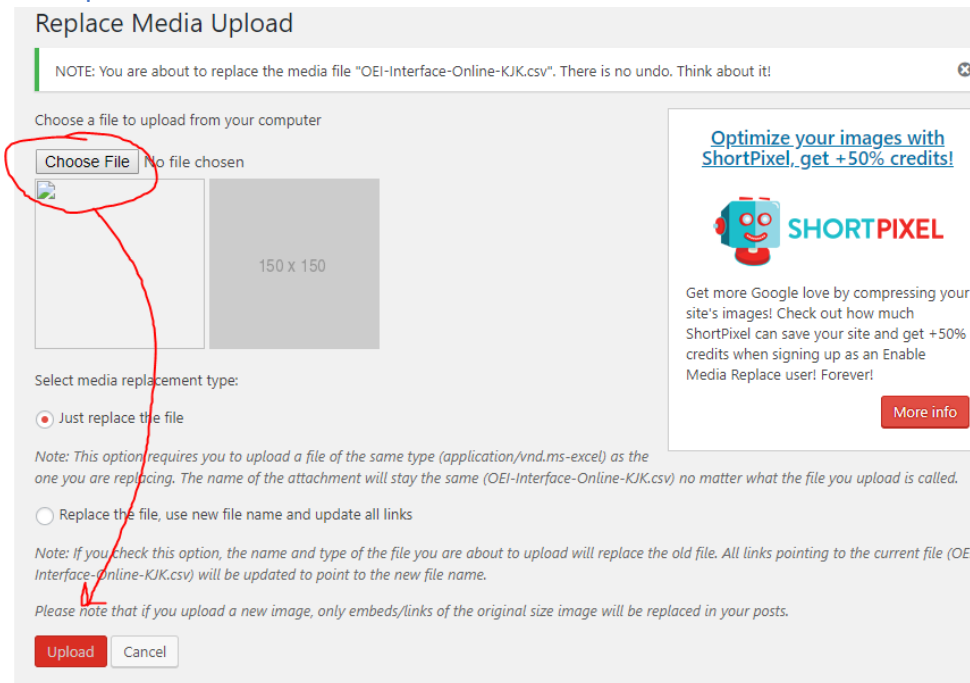 Replace Media Upload
NOTE: You are about to replace the media file "OEI-Interface-Online-KJK.csv". There is no undo. Think about it!
Choose a file to upload from your computer
Choose File No file chosen
150 x 150
Optimize your images with
ShortPixel, get +50% credits!
SHORTPIXEL
Get more Google love by compressing your
site's images! Check out how much
ShortPixel can save your site and get +50%
credits when signing up as an Enable
Media Replace user! Forever!
More info
Select media replacement type:
Just replace the file
Note: This option requires you to upload a file of the same type (application/vnd.ms-excel) as the
one you are replacing. The name of the attachment will stay the same (OEI-Interface-Online-KJK.csv) no matter what the file you upload is called.
Replace the file, use new file name and update all links
Note: If you check this option, the name and type of the file you are about to upload will replace the old file. All links pointing to the current file (OE
Interface-Online-KJK.csv) will be updated to point to the new file name.
Please note that if you upload a new image, only embeds/links of the original size image will be replaced in your posts.
Upload Cancel